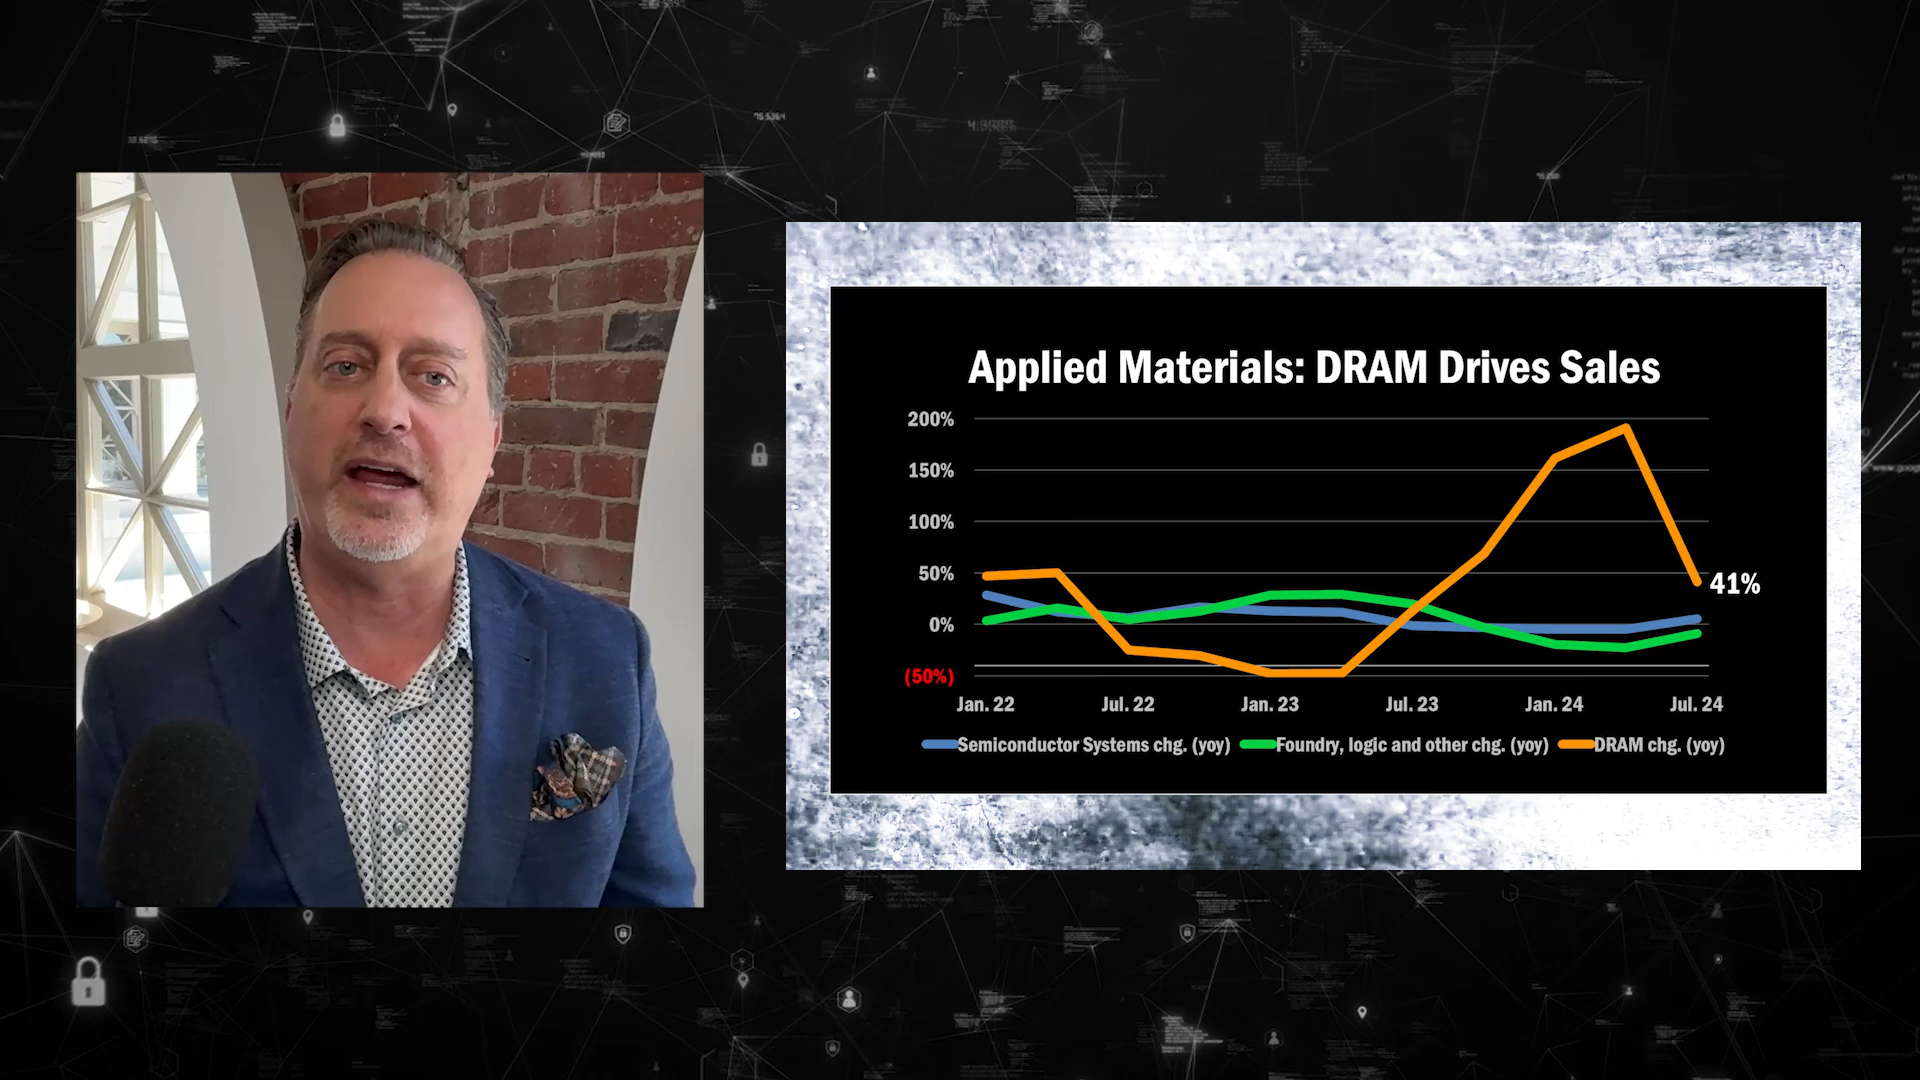 Applied Materials: DRAM Drives Sales
200%
150%
100%
50%
0%
(50%)
41%
Jan. 22 Jul. 22 Jan. 23 Jul. 23 Jan. 24 Jul. 24
Semiconductor Systems chg. (yoy) Foundry, logic and other chg. (yoy) DRAM chg. (yoy)